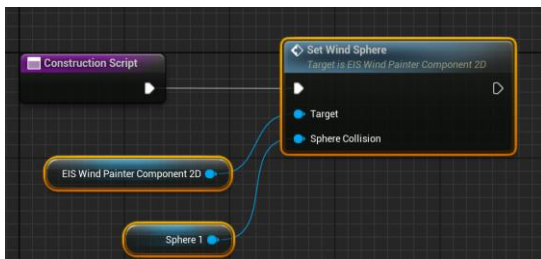 Construction Script
Set Wind Sphere
Target is EIS Wind Painter Component 2D
Target
Sphere Collision
EIS Wind Painter Component 2D
Sphere 1